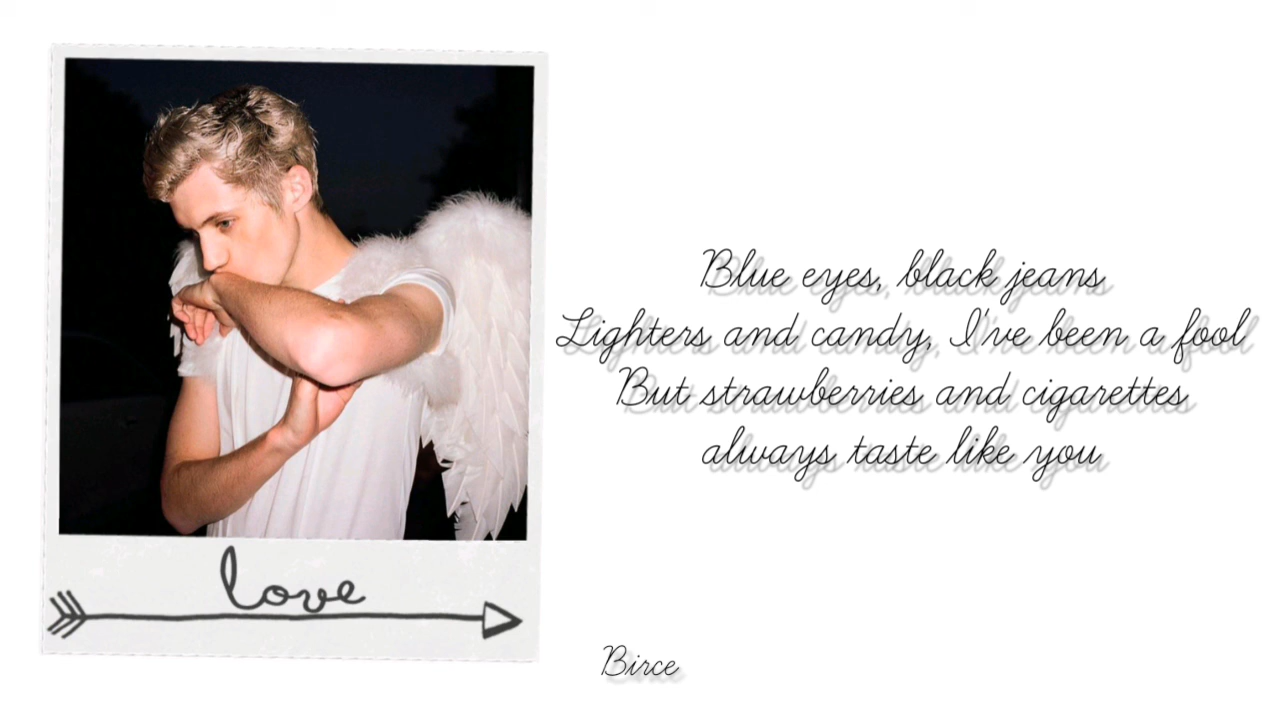 love
Blue eyes, black jeans
Lighters and candy, I've been a fool
But strawberries and cigarettes
always taste like you
Birce